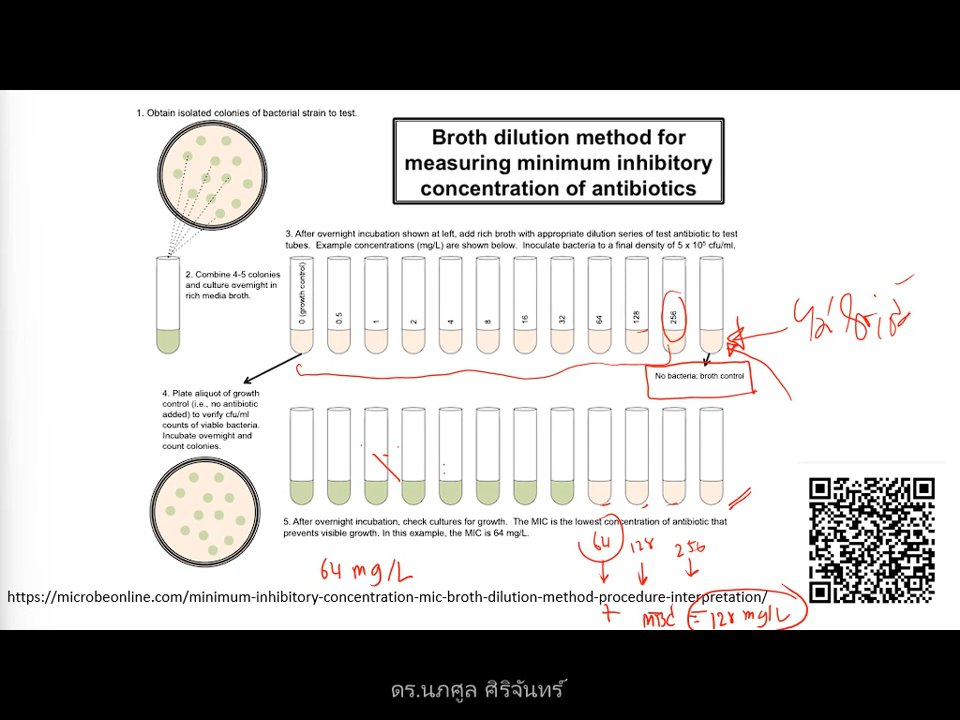 1. Obtain isolated colonies of bacterial strain to test.
Broth dilution method for
measuring minimum inhibitory
concentration of antibiotics
3. After overnight incubation shown at left, add rich broth with appropriate dilution series of test antibiotic to test
tubes. Example concentrations (mg/L) are shown below. Inoculate bacteria to a final density of 5 x 10⁵ cfu/ml.
2. Combine 4-5 colonies
and culture overnight in
rich media broth.
0 (growth control)
0.5
1
2
4
8
16
32
64
128
256
No bacteria; broth control
4. Plate aliquot of growth
control (i.e., no antibiotic
added) to verify cfu/ml
counts of viable bacteria.
Incubate overnight and
count colonies.
5. After overnight incubation, check cultures for growth. The MIC is the lowest concentration of antibiotic that
prevents visible growth. In this example, the MIC is 64 mg/L.
64 128 256
64 mg/L
https://microbeonline.com/minimum-inhibitory-concentration-mic-broth-dilution-method-procedure-interpretation/
+ MBC = 128 mg/L
ดร.นภศูล ศิริจันทร์